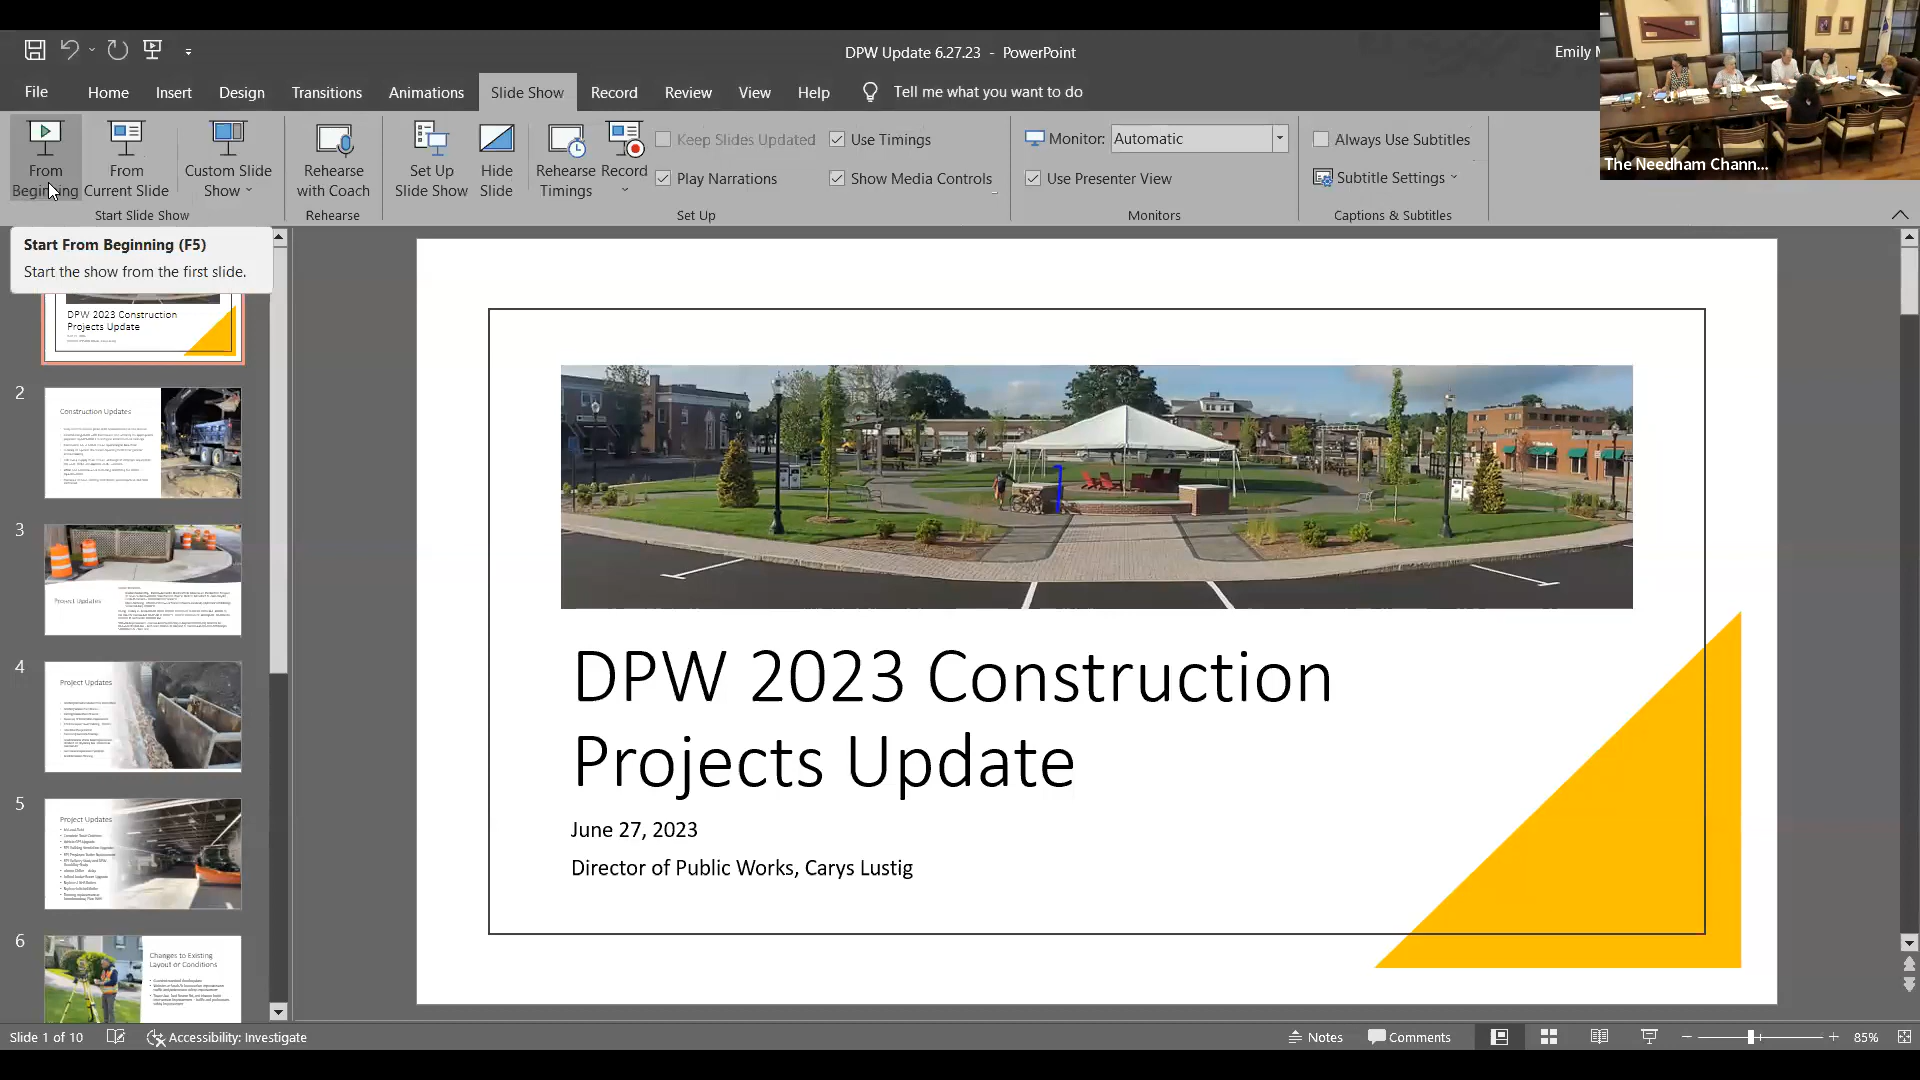 DPW Update 6.27.23 - PowerPoint
Emily M
The Needham Chann...
File
Home
Insert
Design
Transitions
Animations
Slide Show
Record
Review
View
Help
Tell me what you want to do
From Beginning
From Current Slide
Custom Slide Show
Start Slide Show
Rehearse with Coach
Rehearse
Set Up Slide Show
Hide Slide
Rehearse Timings
Record
Keep Slides Updated
Use Timings
Play Narrations
Show Media Controls
Set Up
Monitor:
Automatic
Use Presenter View
Monitors
Always Use Subtitles
Subtitle Settings
Captions & Subtitles
Start From Beginning (F5)
Start the show from the first slide.
DPW 2023 Construction
Projects Update
2
Construction Updates
3
Project Updates
4
Project Updates
5
Project Updates
6
Changes to Existing
Layout or Conditions
DPW 2023 Construction
Projects Update
June 27, 2023
Director of Public Works, Carys Lustig
Slide 1 of 10
Accessibility: Investigate
Notes
Comments
85%